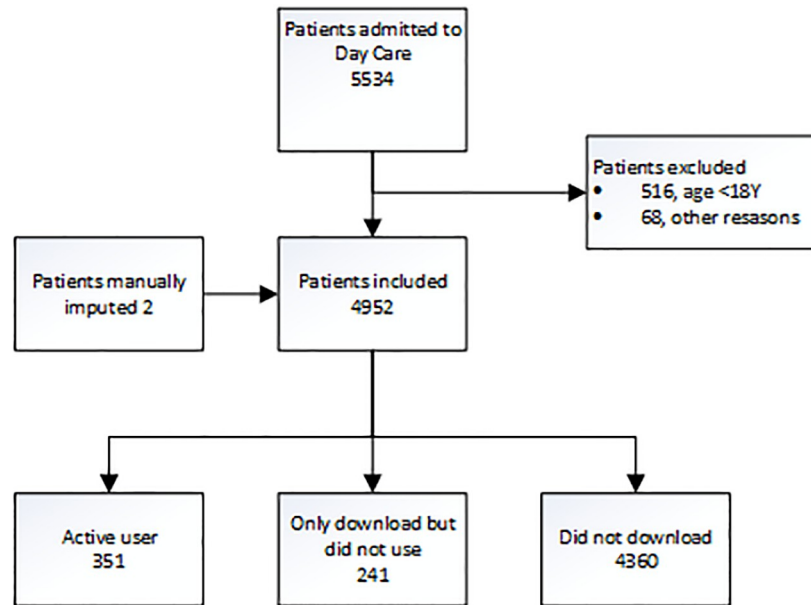 Patients admitted to
Day Care
5534
Patients excluded
• 516, age <18Y
• 68, other resasons
Patients manually
imputed 2
Patients included
4952
Active user
351
Only download but
did not use
241
Did not download
4360